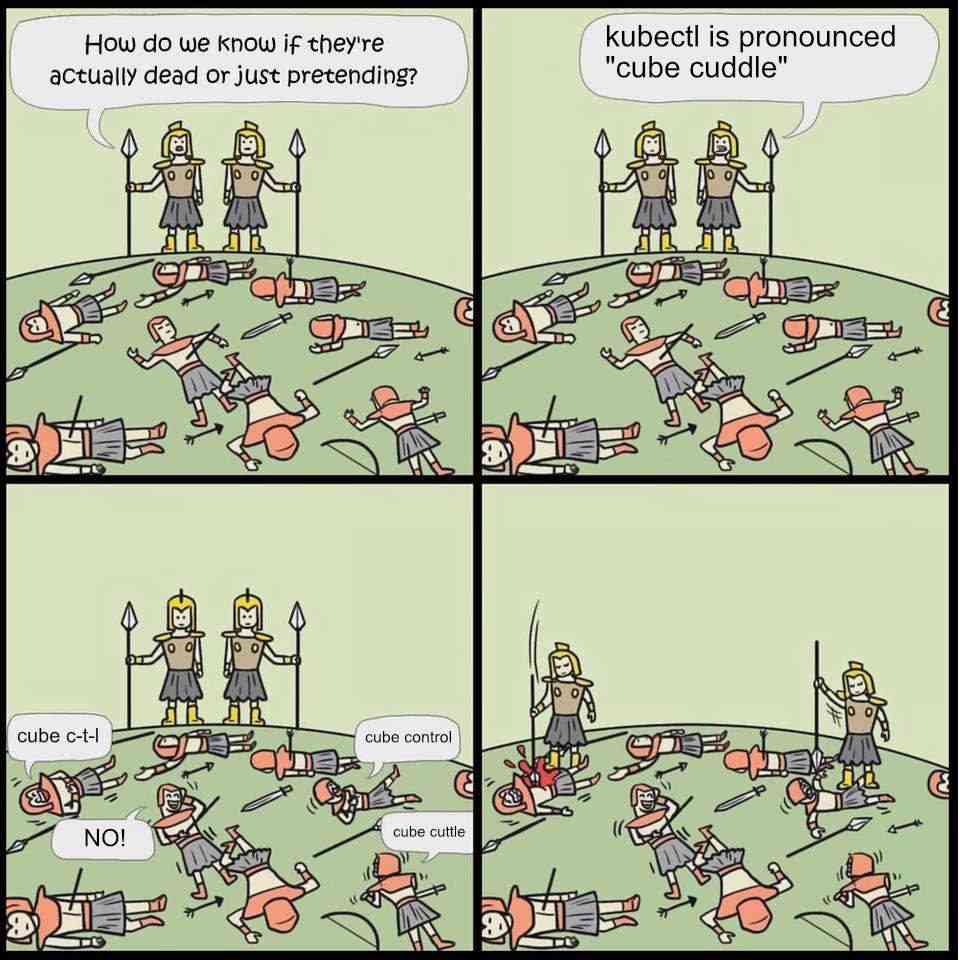 How do we know if they're
actually dead or just pretending?
kubectl is pronounced
"cube cuddle"
cube c-t-l
cube control
NO!
cube cuttle